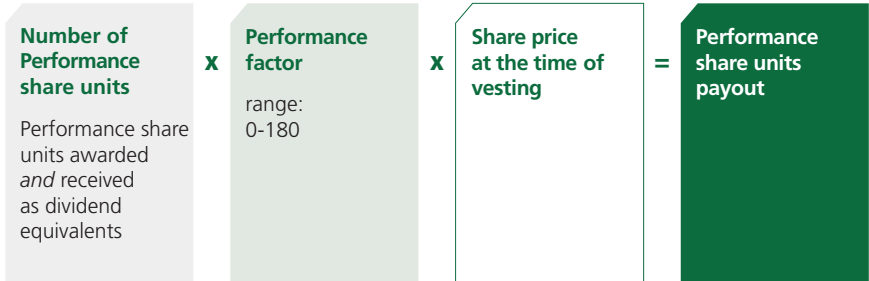 Number of
Performance
share units
Performance share
units awarded
and received
as dividend
equivalents
x
Performance
factor
range:
0-180
x
Share price
at the time of
vesting
=
Performance
share units
payout